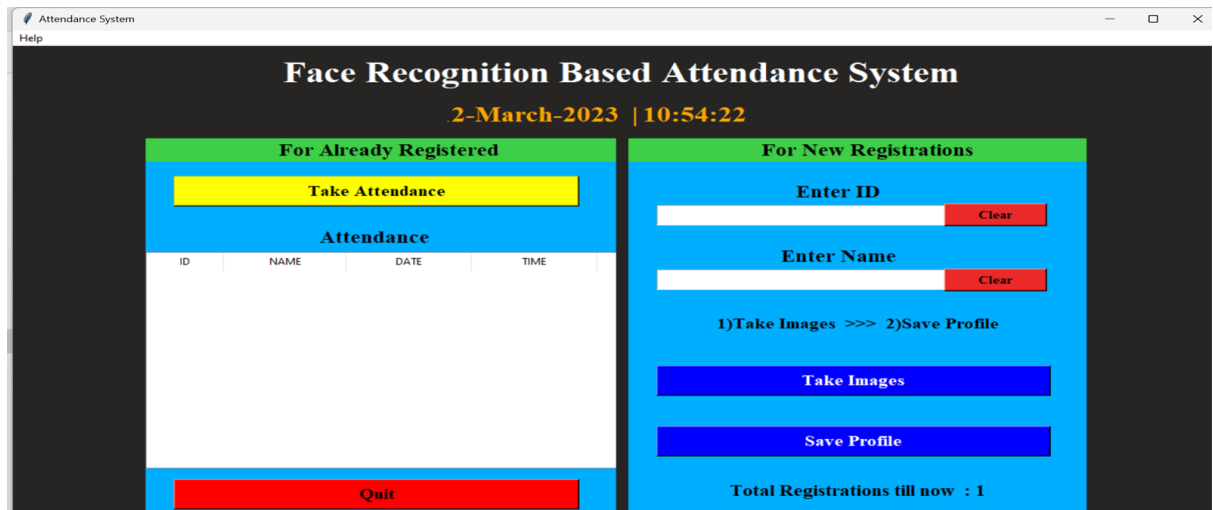 Attendance System
Help
Face Recognition Based Attendance System
2-March-2023 |10:54:22
For Already Registered
Take Attendance
Attendance
ID NAME DATE TIME
Quit
For New Registrations
Enter ID
Clear
Enter Name
Clear
1)Take Images >>> 2)Save Profile
Take Images
Save Profile
Total Registrations till now : 1